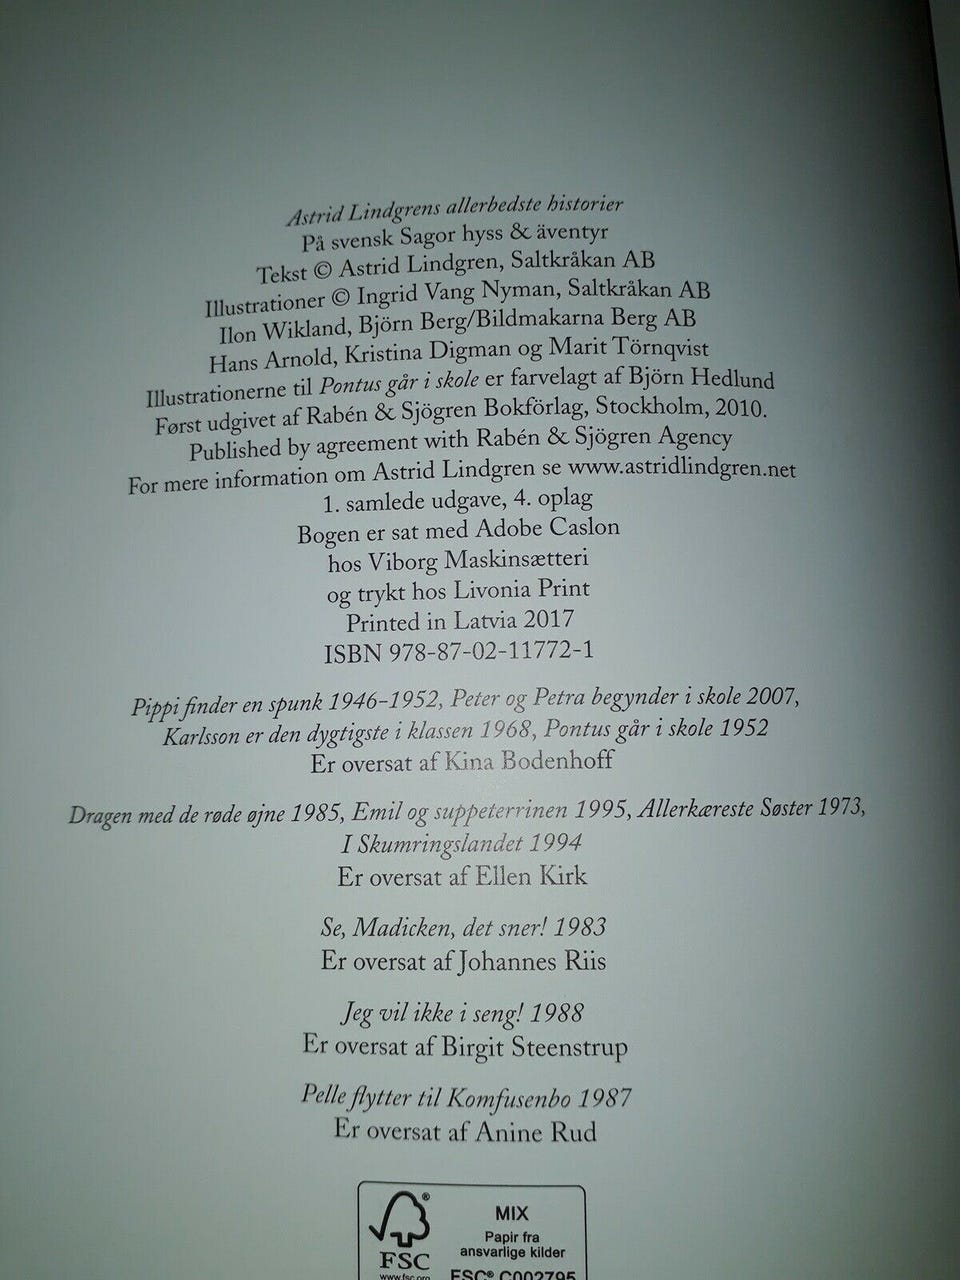 Astrid Lindgrens allerbedste historier
På svensk Sagor hyss & äventyr
Tekst © Astrid Lindgren, Saltkråkan AB
Illustrationer © Ingrid Vang Nyman, Saltkråkan AB
Ilon Wikland, Björn Berg/Bildmakarna Berg AB
Hans Arnold, Kristina Digman og Marit Törnqvist
Illustrationerne til Pontus går i skole er farvelagt af Björn Hedlund
Først udgivet af Rabén & Sjögren Bokförlag, Stockholm, 2010.
Published by agreement with Rabén & Sjögren Agency
For mere information om Astrid Lindgren se www.astridlindgren.net
1. samlede udgave, 4. oplag
Bogen er sat med Adobe Caslon
hos Viborg Maskinsætteri
og trykt hos Livonia Print
Printed in Latvia 2017
ISBN 978-87-02-11772-1
Pippi finder en spunk 1946-1952, Peter og Petra begynder i skole 2007,
Karlsson er den dygtigste i klassen 1968, Pontus går i skole 1952
Er oversat af Kina Bodenhoff
Dragen med de røde øjne 1985, Emil og suppeterrinen 1995, Allerkæreste Søster 1973,
I Skumringslandet 1994
Er oversat af Ellen Kirk
Se, Madicken, det sner! 1983
Er oversat af Johannes Riis
Jeg vil ikke i seng! 1988
Er oversat af Birgit Steenstrup
Pelle flytter til Komfusenbo 1987
Er oversat af Anine Rud
®
MIX
Papir fra
ansvarlige kilder
FSC
www.fsc.org
FSC® C002795